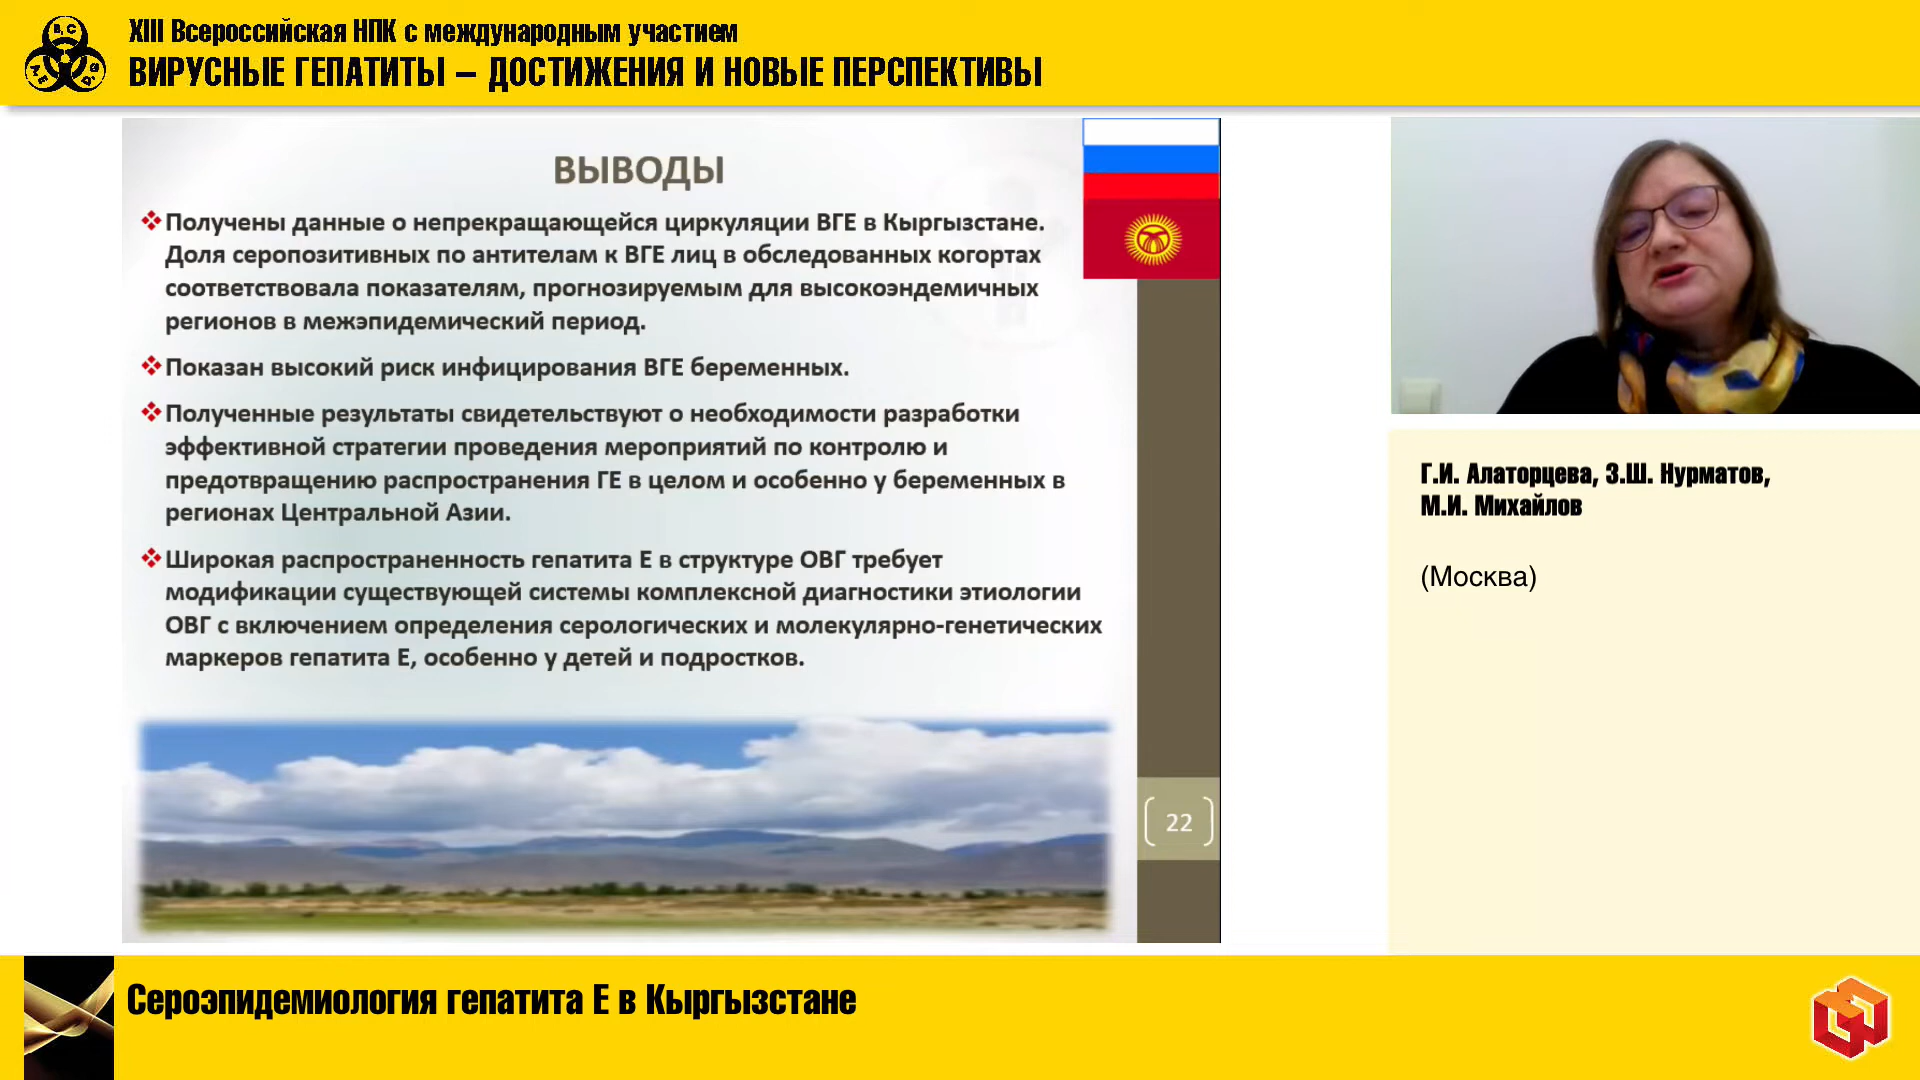 XIII Всероссийская НПК с международным участием
ВИРУСНЫЕ ГЕПАТИТЫ – ДОСТИЖЕНИЯ И НОВЫЕ ПЕРСПЕКТИВЫ
ВЫВОДЫ
Получены данные о непрекращающейся циркуляции ВГЕ в Кыргызстане.
Доля серопозитивных по антителам к ВГЕ лиц в обследованных когортах
соответствовала показателям, прогнозируемым для высокоэндемичных
регионов в межэпидемический период.
Показан высокий риск инфицирования ВГЕ беременных.
Полученные результаты свидетельствуют о необходимости разработки
эффективной стратегии проведения мероприятий по контролю и
предотвращению распространения ГЕ в целом и особенно у беременных в
регионах Центральной Азии.
Широкая распространенность гепатита Е в структуре ОВГ требует
модификации существующей системы комплексной диагностики этиологии
ОВГ с включением определения серологических и молекулярно-генетических
маркеров гепатита Е, особенно у детей и подростков.
22
Г.И. Алаторцева, З.Ш. Нурматов,
М.И. Михайлов
(Москва)
Сероэпидемиология гепатита Е в Кыргызстане